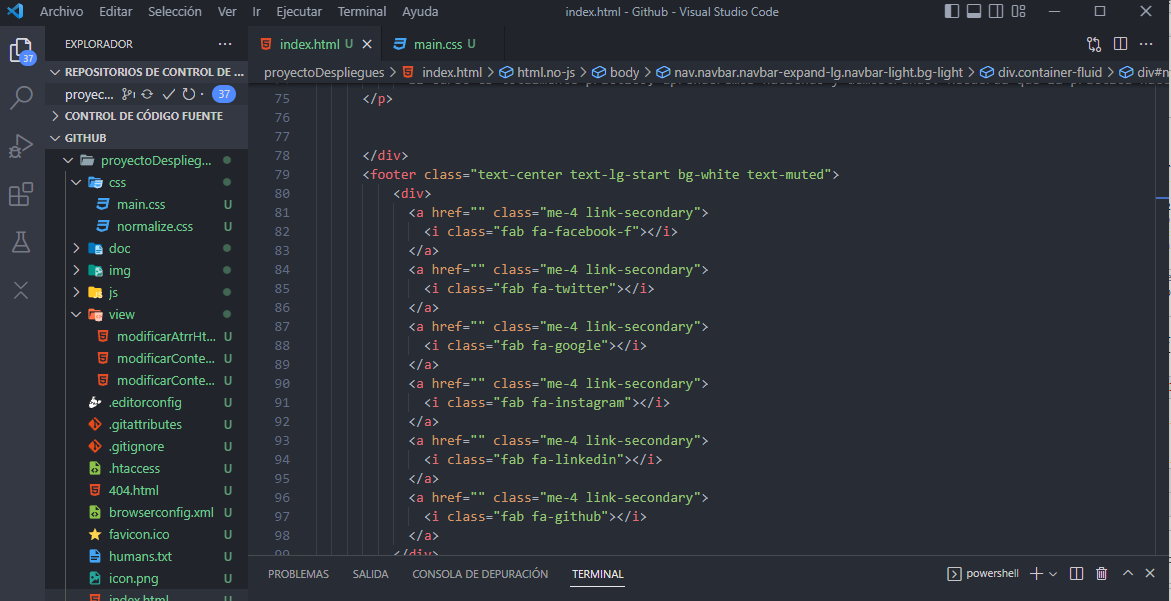 Archivo Editar Selección Ver Ir Ejecutar Terminal Ayuda index.html - Github - Visual Studio Code
37
EXPLORADOR ...
REPOSITORIOS DE CONTROL DE ...
proyec... 37
CONTROL DE CÓDIGO FUENTE
GITHUB
proyectoDesplieg...
css
main.css U
normalize.css U
doc
img
js
view
modificarAtrrHt... U
modificarConte... U
modificarConte... U
.editorconfig U
.gitattributes U
.gitignore U
.htaccess U
404.html U
browserconfig.xml U
favicon.ico U
humans.txt U
icon.png U
index.html U
index.html U main.css U
proyectoDespliegues > index.html > html.no-js > body > nav.navbar.navbar-expand-lg.navbar-light.bg-light > div.container-fluid > div#n
75 </p>
76
77
78 </div>
79 <footer class="text-center text-lg-start bg-white text-muted">
80 <div>
81 <a href="" class="me-4 link-secondary">
82 <i class="fab fa-facebook-f"></i>
83 </a>
84 <a href="" class="me-4 link-secondary">
85 <i class="fab fa-twitter"></i>
86 </a>
87 <a href="" class="me-4 link-secondary">
88 <i class="fab fa-google"></i>
89 </a>
90 <a href="" class="me-4 link-secondary">
91 <i class="fab fa-instagram"></i>
92 </a>
93 <a href="" class="me-4 link-secondary">
94 <i class="fab fa-linkedin"></i>
95 </a>
96 <a href="" class="me-4 link-secondary">
97 <i class="fab fa-github"></i>
98 </a>
99 </div>
PROBLEMAS SALIDA CONSOLA DE DEPURACIÓN TERMINAL powershell